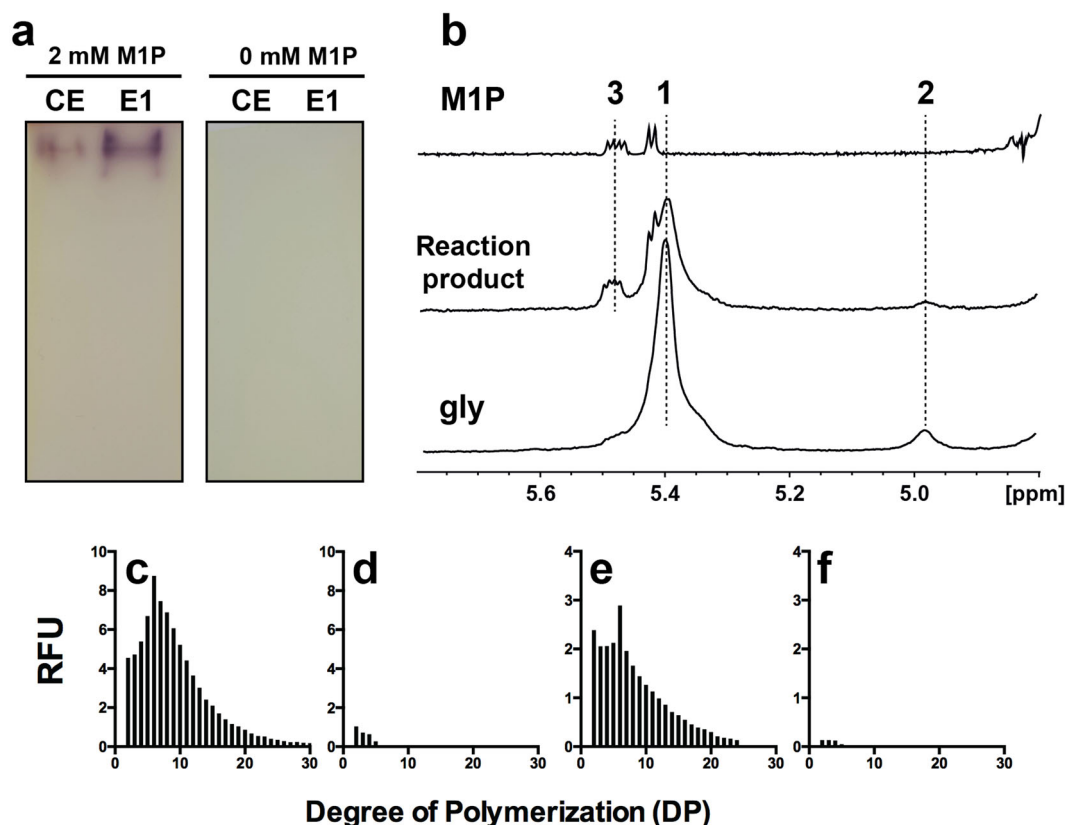 a
2 mM M1P
0 mM M1P
CE E1
CE E1
b
M1P
3 1 2
Reaction
product
gly
5.6 5.4 5.2 5.0 [ppm]
RFU
c
10
8
6
4
2
0
0 10 20 30
d
10
8
6
4
2
0
0 10 20 30
e
4
3
2
1
0
0 10 20 30
f
4
3
2
1
0
0 10 20 30
Degree of Polymerization (DP)